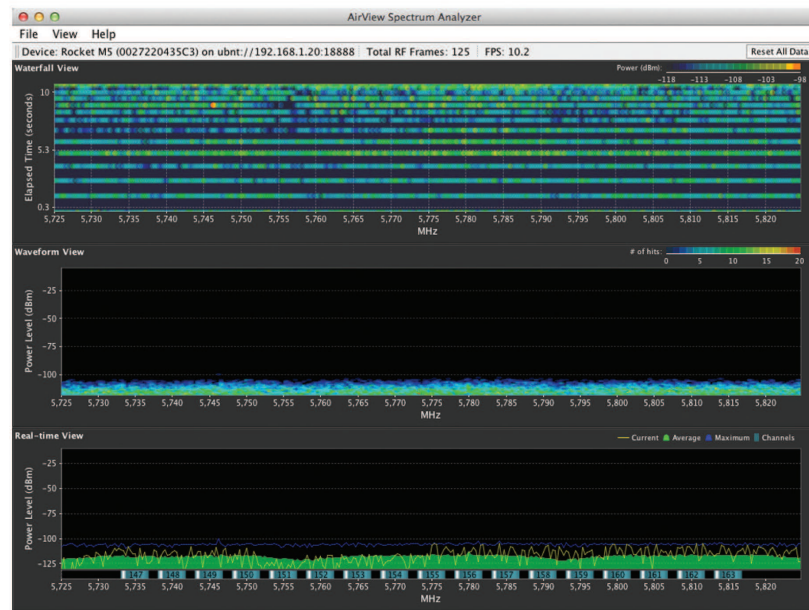 AirView Spectrum Analyzer
File View Help
Device: Rocket M5 (0027220435C3) on ubnt://192.168.1.20:18888 Total RF Frames: 125 FPS: 10.2 Reset All Data
Waterfall View
Power (dBm):
-118 -113 -108 -103 -98
Elapsed Time (seconds)
10
5.3
0.3
5,725 5,730 5,735 5,740 5,745 5,750 5,755 5,760 5,765 5,770 5,775 5,780 5,785 5,790 5,795 5,800 5,805 5,810 5,815 5,820
MHz
Waveform View
# of hits:
0 5 10 15 20
Power Level (dBm)
-25
-50
-75
-100
5,725 5,730 5,735 5,740 5,745 5,750 5,755 5,760 5,765 5,770 5,775 5,780 5,785 5,790 5,795 5,800 5,805 5,810 5,815 5,820
MHz
Real-time View
Current Average Maximum Channels
Power Level (dBm)
-25
-50
-75
-100
-125
147 148 149 150 151 152 153 154 155 156 157 158 159 160 161 162 163
5,725 5,730 5,735 5,740 5,745 5,750 5,755 5,760 5,765 5,770 5,775 5,780 5,785 5,790 5,795 5,800 5,805 5,810 5,815 5,820
MHz